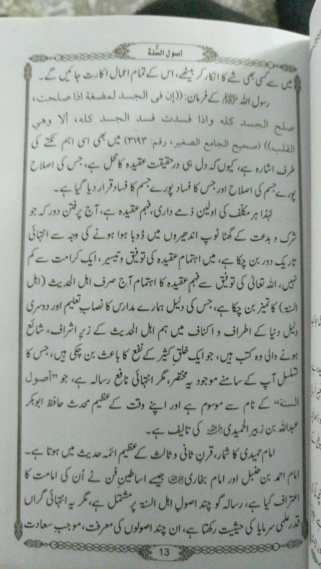 اصول السنّۃ
میں سے کسی بھی شے کا انکار کر بیٹھے، اس کے تمام اعمال اکارت جائیں گے۔
رسول اللہ ﷺ کے فرمان: ((إن فى الجسد لمضغة اذا صلحت،
صلح الجسد كله واذا فسدت فسد الجسد كله، ألا وهي
القلب)) (صحیح الجامع الصغیر، رقم: ۳۱۹۳) میں بھی اسی اہم نکتے کی
طرف اشارہ ہے، کیوں کہ دل ہی درحقیقت عقیدہ کا محل ہے، جس کی اصلاح
پورے جسم کی اصلاح اور جس کا فساد پورے جسم کا فساد قرار دیا گیا ہے۔
لہٰذا ہر مکلف کی اولین ذمے داری، فہم عقیدہ ہے، آج پرفتن دور کہ جو
شرک و بدعت کے گھٹا ٹوپ اندھیروں میں ڈوبا ہوا ہونے کی وجہ سے انتہائی
تاریک دور بن چکا ہے، میں اہتمام عقیدہ کی توفیق و تیسیر، ایک کرامت سے کم
نہیں، اللہ تعالیٰ کی توفیق سے فہم عقیدہ کا اہتمام آج صرف اہل الحدیث (اہل
السنۃ) کا تمیز بن چکا ہے، جس کی دلیل ہمارے مدارس کا نصاب تعلیم اور دوسری
دلیل دنیا کے اطراف و اکناف میں ہم اہل الحدیث کے زیر اشراف، شائع
ہونے والی وہ کتب ہیں، جو ایک خلق کثیر کے نفع کا باعث بن چکی ہیں، جس کا
تسلسل آپ کے سامنے موجود یہ مختصر، مگر انتہائی نافع رسالہ ہے، جو "أصول
السنة" کے نام سے موسوم ہے اور اپنے وقت کے عظیم محدث حافظ ابوبکر
عبداللہ بن زبیر الحمیدی کی تالیف ہے۔
امام حمیدی کا شمار، قرن ثانی و ثالث کے عظیم ائمہ حدیث میں ہوتا ہے۔
امام احمد بن حنبل اور امام بخاری جیسے اساطین فن نے اُن کی امامت کا
اعتراف کیا ہے، رسالہ گو چند اصول اہل السنۃ پر مشتمل ہے، مگر یہ انتہائی گراں
قدر علمی سرمایا کی حیثیت رکھتا ہے، ان چند اصولوں کی معرفت، موجب سعادت
13